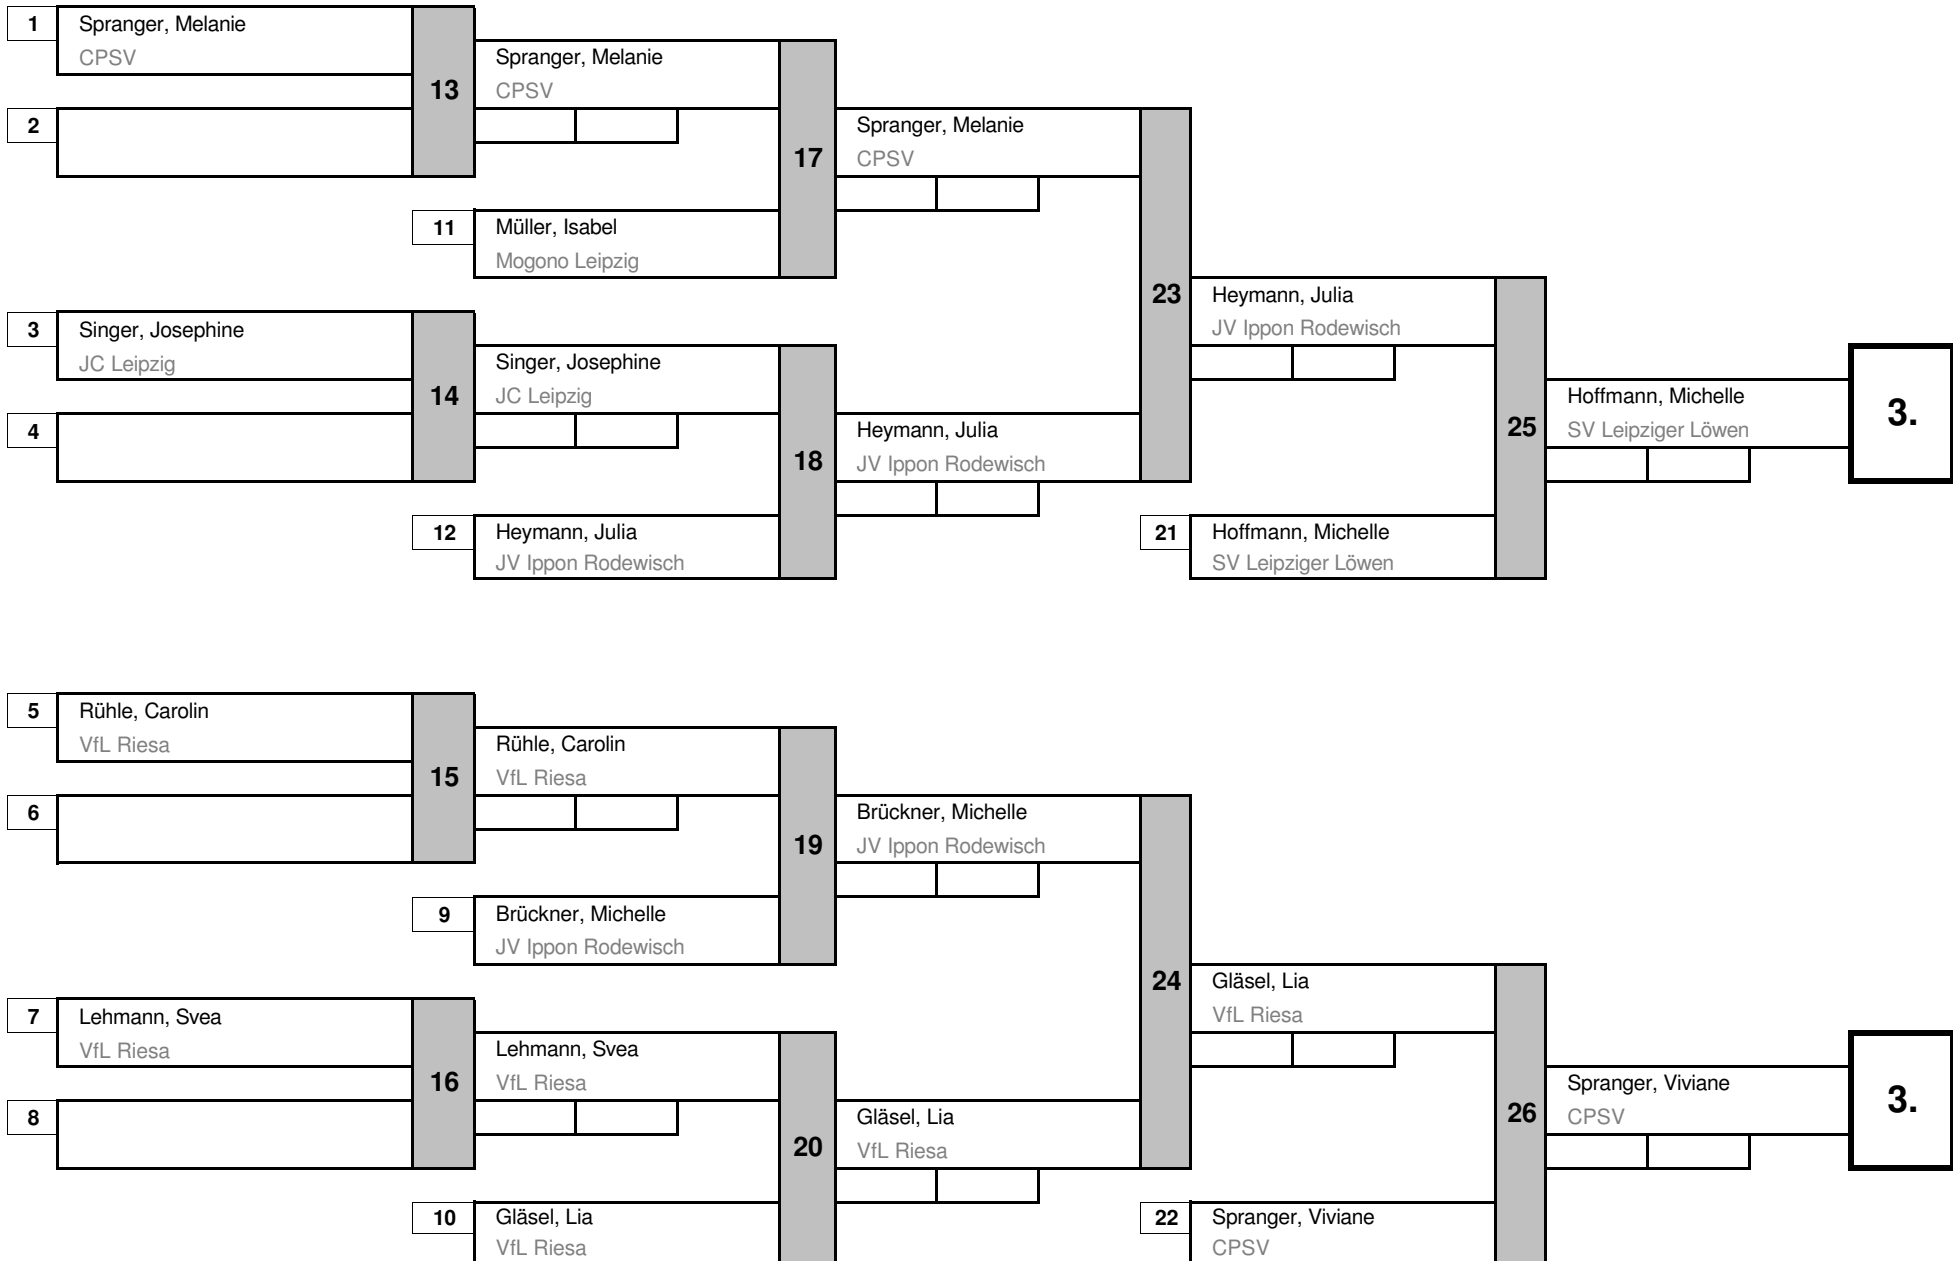 1
Spranger, Melanie
CPSV
13
Spranger, Melanie
CPSV
2
17
Spranger, Melanie
CPSV
11
Müller, Isabel
Mogono Leipzig
23
Heymann, Julia
JV Ippon Rodewisch
3
Singer, Josephine
JC Leipzig
14
Singer, Josephine
JC Leipzig
4
18
Heymann, Julia
JV Ippon Rodewisch
25
Hoffmann, Michelle
SV Leipziger Löwen
3.
12
Heymann, Julia
JV Ippon Rodewisch
21
Hoffmann, Michelle
SV Leipziger Löwen
5
Rühle, Carolin
VfL Riesa
15
Rühle, Carolin
VfL Riesa
6
19
Brückner, Michelle
JV Ippon Rodewisch
9
Brückner, Michelle
JV Ippon Rodewisch
24
Gläsel, Lia
VfL Riesa
7
Lehmann, Svea
VfL Riesa
16
Lehmann, Svea
VfL Riesa
8
20
Gläsel, Lia
VfL Riesa
26
Spranger, Viviane
CPSV
3.
10
Gläsel, Lia
VfL Riesa
22
Spranger, Viviane
CPSV